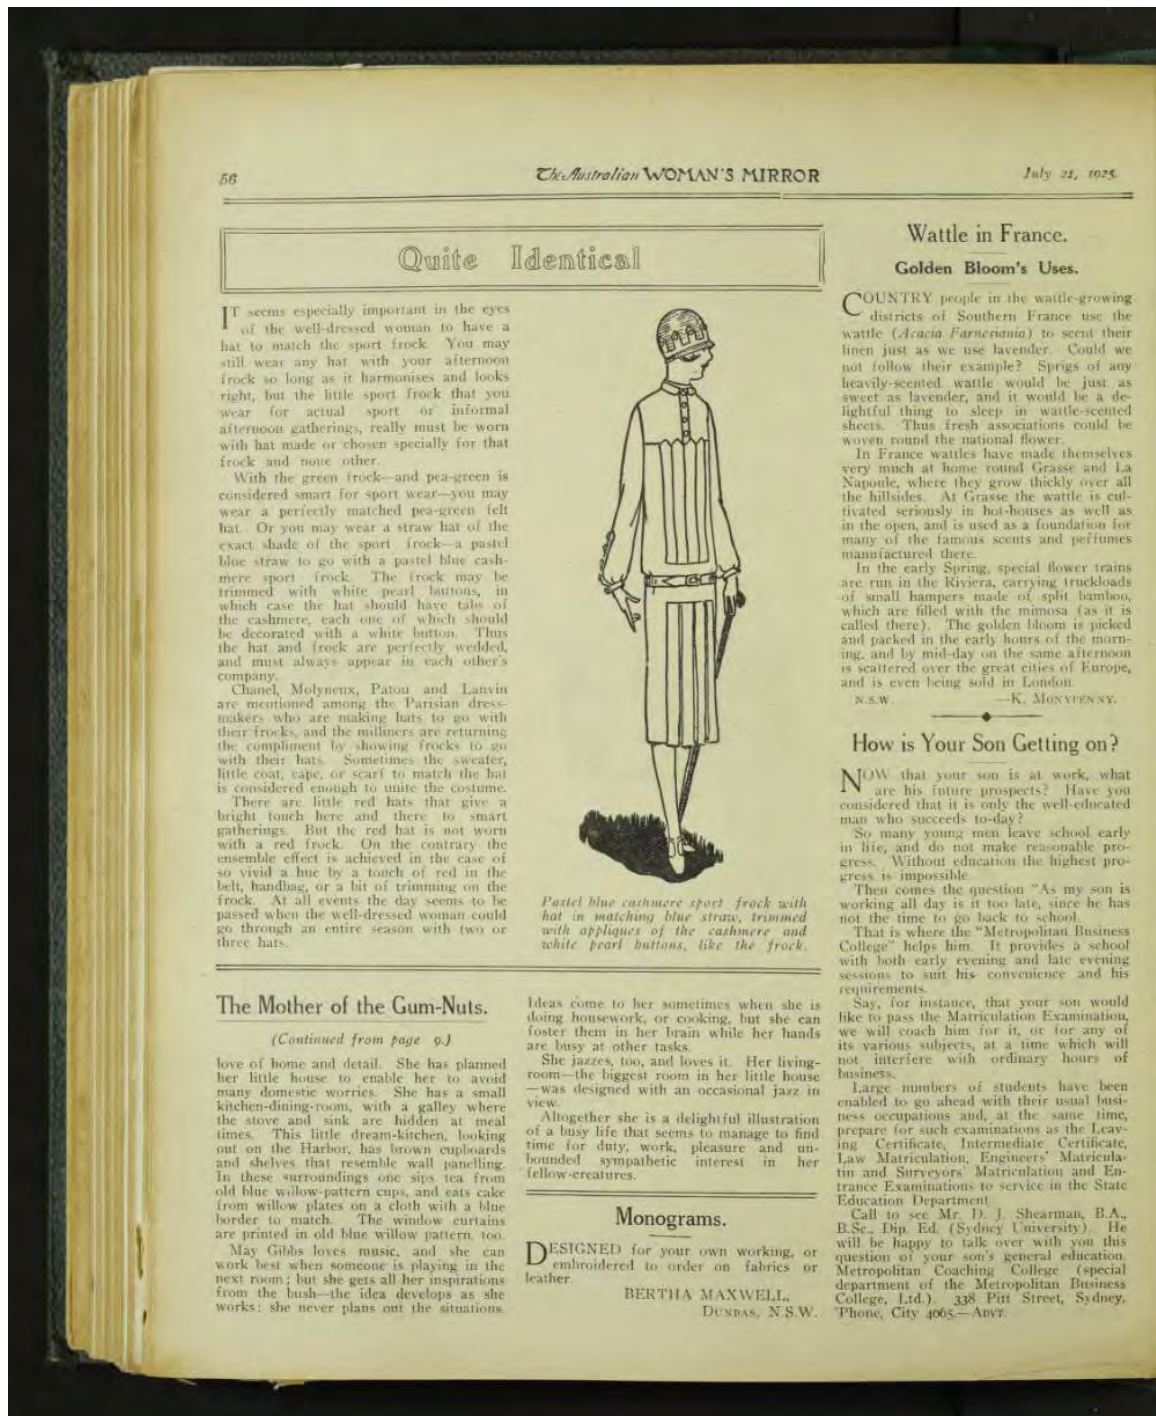 56
The Australian WOMAN'S MIRROR
July 21, 1925.
Quite Identical
IT seems especially important in the eyes
of the well-dressed woman to have a
hat to match the sport frock. You may
still wear any hat with your afternoon
frock so long as it harmonises and looks
right, but the little sport frock that you
wear for actual sport or informal
afternoon gatherings, really must be worn
with hat made or chosen specially for that
frock and none other.
With the green frock—and pea-green is
considered smart for sport wear—you may
wear a perfectly matched pea-green felt
hat. Or you may wear a straw hat of the
exact shade of the sport frock—a pastel
blue straw to go with a pastel blue cash-
mere sport frock. The frock may be
trimmed with white pearl buttons, in
which case the hat should have tabs of
the cashmere, each one of which should
be decorated with a white button. Thus
the hat and frock are perfectly wedded,
and must always appear in each other's
company.
Chanel, Molyneux, Patou and Lanvin
are mentioned among the Parisian dress-
makers who are making hats to go with
their frocks, and the milliners are returning
the compliment by showing frocks to go
with their hats. Sometimes the sweater,
little coat, cape, or scarf to match the hat
is considered enough to unite the costume.
There are little red hats that give a
bright touch here and there to smart
gatherings. But the red hat is not worn
with a red frock. On the contrary the
ensemble effect is achieved in the case of
so vivid a hue by a touch of red in the
belt, handbag, or a bit of trimming on the
frock. At all events the day seems to be
passed when the well-dressed woman could
go through an entire season with two or
three hats.
Pastel blue cashmere sport frock with
hat in matching blue straw, trimmed
with appliques of the cashmere and
white pearl buttons, like the frock.
The Mother of the Gum-Nuts.
(Continued from page 9.)
love of home and detail. She has planned
her little house to enable her to avoid
many domestic worries. She has a small
kitchen-dining-room, with a galley where
the stove and sink are hidden at meal
times. This little dream-kitchen, looking
out on the Harbor, has brown cupboards
and shelves that resemble wall panelling.
In these surroundings one sips tea from
old blue willow-pattern cups, and eats cake
from willow plates on a cloth with a blue
border to match. The window curtains
are printed in old blue willow pattern, too.
May Gibbs loves music, and she can
work best when someone is playing in the
next room; but she gets all her inspirations
from the bush—the idea develops as she
works: she never plans out the situations.
Ideas come to her sometimes when she is
doing housework, or cooking, but she can
foster them in her brain while her hands
are busy at other tasks.
She jazzes, too, and loves it. Her living-
room—the biggest room in her little house
—was designed with an occasional jazz in
view.
Altogether she is a delightful illustration
of a busy life that seems to manage to find
time for duty, work, pleasure and un-
bounded sympathetic interest in her
fellow-creatures.
Monograms.
DESIGNED for your own working, or
embroidered to order on fabrics or
leather.
BERTHA MAXWELL,
DUNDAS, N.S.W.
Wattle in France.
Golden Bloom's Uses.
COUNTRY people in the wattle-growing
districts of Southern France use the
wattle (Acacia Farnesiania) to scent their
linen just as we use lavender. Could we
not follow their example? Sprigs of any
heavily-scented wattle would be just as
sweet as lavender, and it would be a de-
lightful thing to sleep in wattle-scented
sheets. Thus fresh associations could be
woven round the national flower.
In France wattles have made themselves
very much at home round Grasse and La
Napoule, where they grow thickly over all
the hillsides. At Grasse the wattle is cul-
tivated seriously in hot-houses as well as
in the open, and is used as a foundation for
many of the famous scents and perfumes
manufactured there.
In the early Spring, special flower trains
are run in the Riviera, carrying truckloads
of small hampers made of split bamboo,
which are filled with the mimosa (as it is
called there). The golden bloom is picked
and packed in the early hours of the morn-
ing, and by mid-day on the same afternoon
is scattered over the great cities of Europe,
and is even being sold in London.
N.S.W. —K. MONYPENNY.
How is Your Son Getting on?
NOW that your son is at work, what
are his future prospects? Have you
considered that it is only the well-educated
man who succeeds to-day?
So many young men leave school early
in life, and do not make reasonable pro-
gress. Without education the highest pro-
gress is impossible.
Then comes the question "As my son is
working all day is it too late, since he has
not the time to go back to school.
That is where the "Metropolitan Business
College" helps him. It provides a school
with both early evening and late evening
sessions to suit his convenience and his
requirements.
Say, for instance, that your son would
like to pass the Matriculation Examination,
we will coach him for it, or for any of
its various subjects, at a time which will
not interfere with ordinary hours of
business.
Large numbers of students have been
enabled to go ahead with their usual busi-
ness occupations and, at the same time,
prepare for such examinations as the Leav-
ing Certificate, Intermediate Certificate,
Law Matriculation, Engineers' Matricula-
tin and Surveyors' Matriculation and En-
trance Examinations to service in the State
Education Department.
Call to see Mr. D. J. Shearman, B.A.,
B.Sc., Dip. Ed. (Sydney University). He
will be happy to talk over with you this
question of your son's general education.
Metropolitan Coaching College (special
department of the Metropolitan Business
College, Ltd.). 338 Pitt Street, Sydney.
'Phone, City 4065.—ADVT.